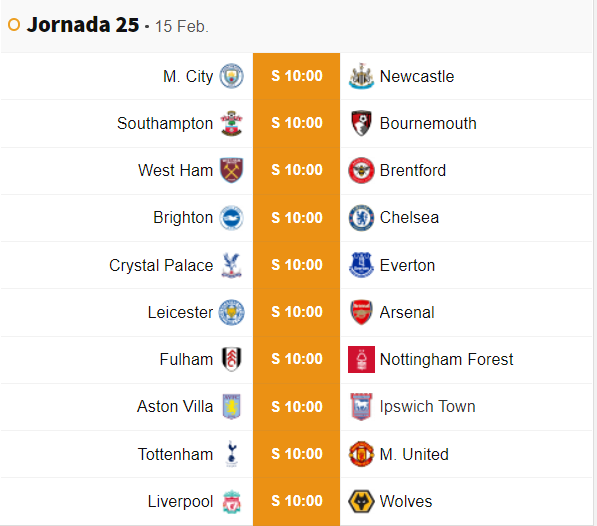 Jornada 25 • 15 Feb.
M. City S 10:00 Newcastle
Southampton S 10:00 Bournemouth
West Ham S 10:00 Brentford
Brighton S 10:00 Chelsea
Crystal Palace S 10:00 Everton
Leicester S 10:00 Arsenal
Fulham S 10:00 Nottingham Forest
Aston Villa S 10:00 Ipswich Town
Tottenham S 10:00 M. United
Liverpool S 10:00 Wolves